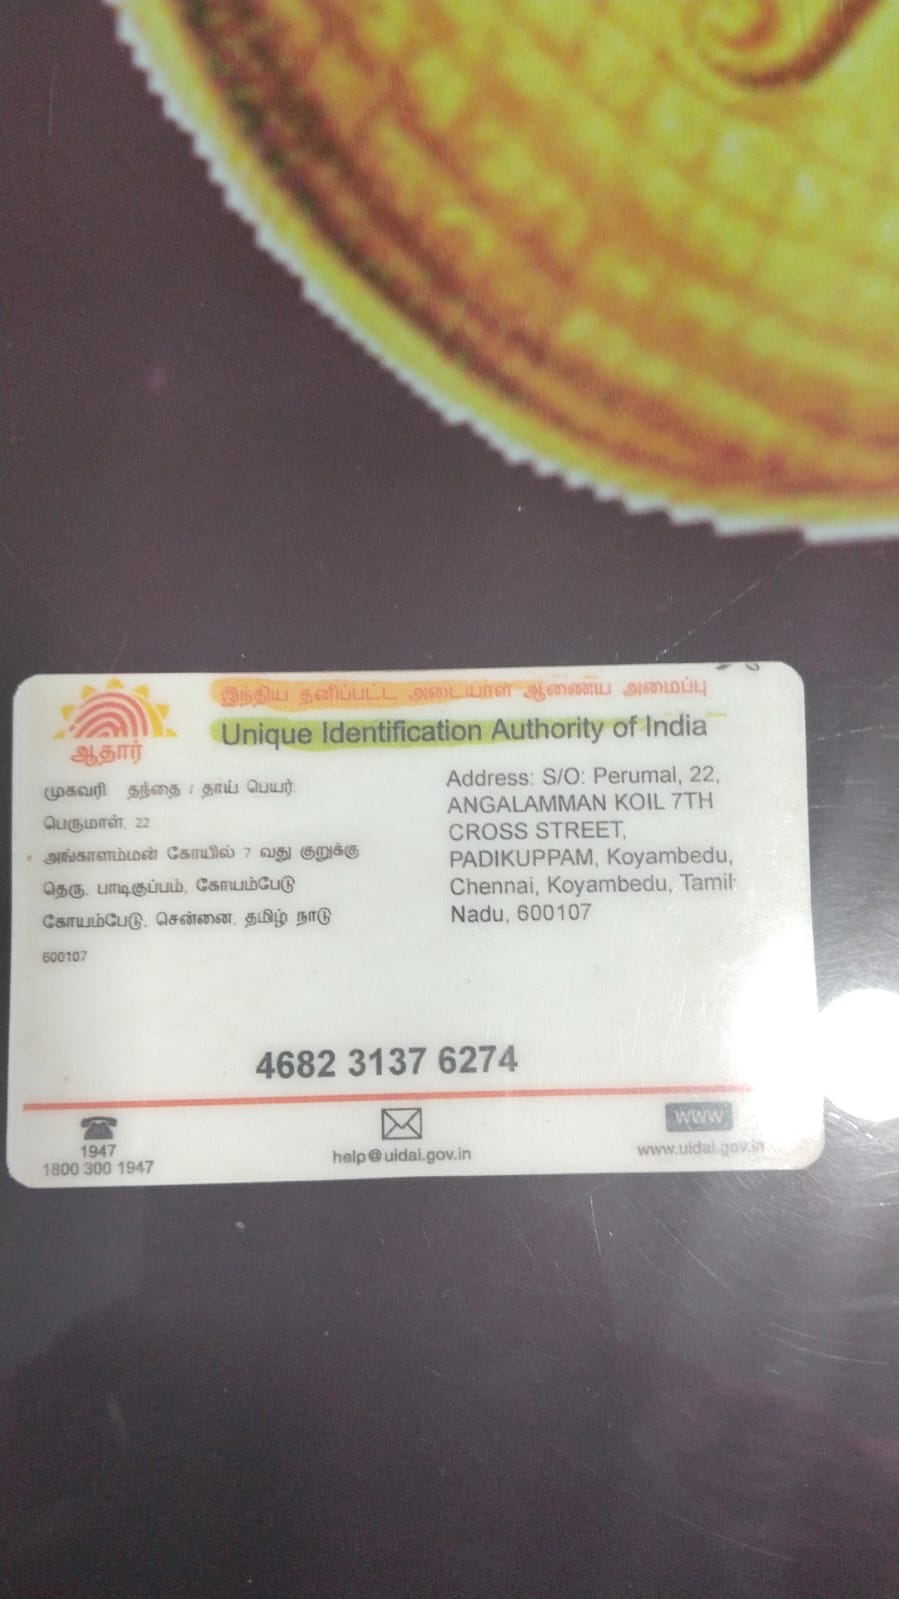 இந்திய தனிப்பட்ட அடையாள ஆணைய அமைப்பு
Unique Identification Authority of India
ஆதார்
முகவரி தந்தை / தாய் பெயர்:
பெருமாள், 22
அங்காளம்மன் கோயில் 7 வது குறுக்கு
தெரு, பாடிகுப்பம், கோயம்பேடு
கோயம்பேடு, சென்னை, தமிழ் நாடு
600107
Address: S/O: Perumal, 22,
ANGALAMMAN KOIL 7TH
CROSS STREET,
PADIKUPPAM, Koyambedu,
Chennai, Koyambedu, Tamil
Nadu, 600107
4682 3137 6274
1947
1800 300 1947
help@uidai.gov.in
www
www.uidai.gov.in